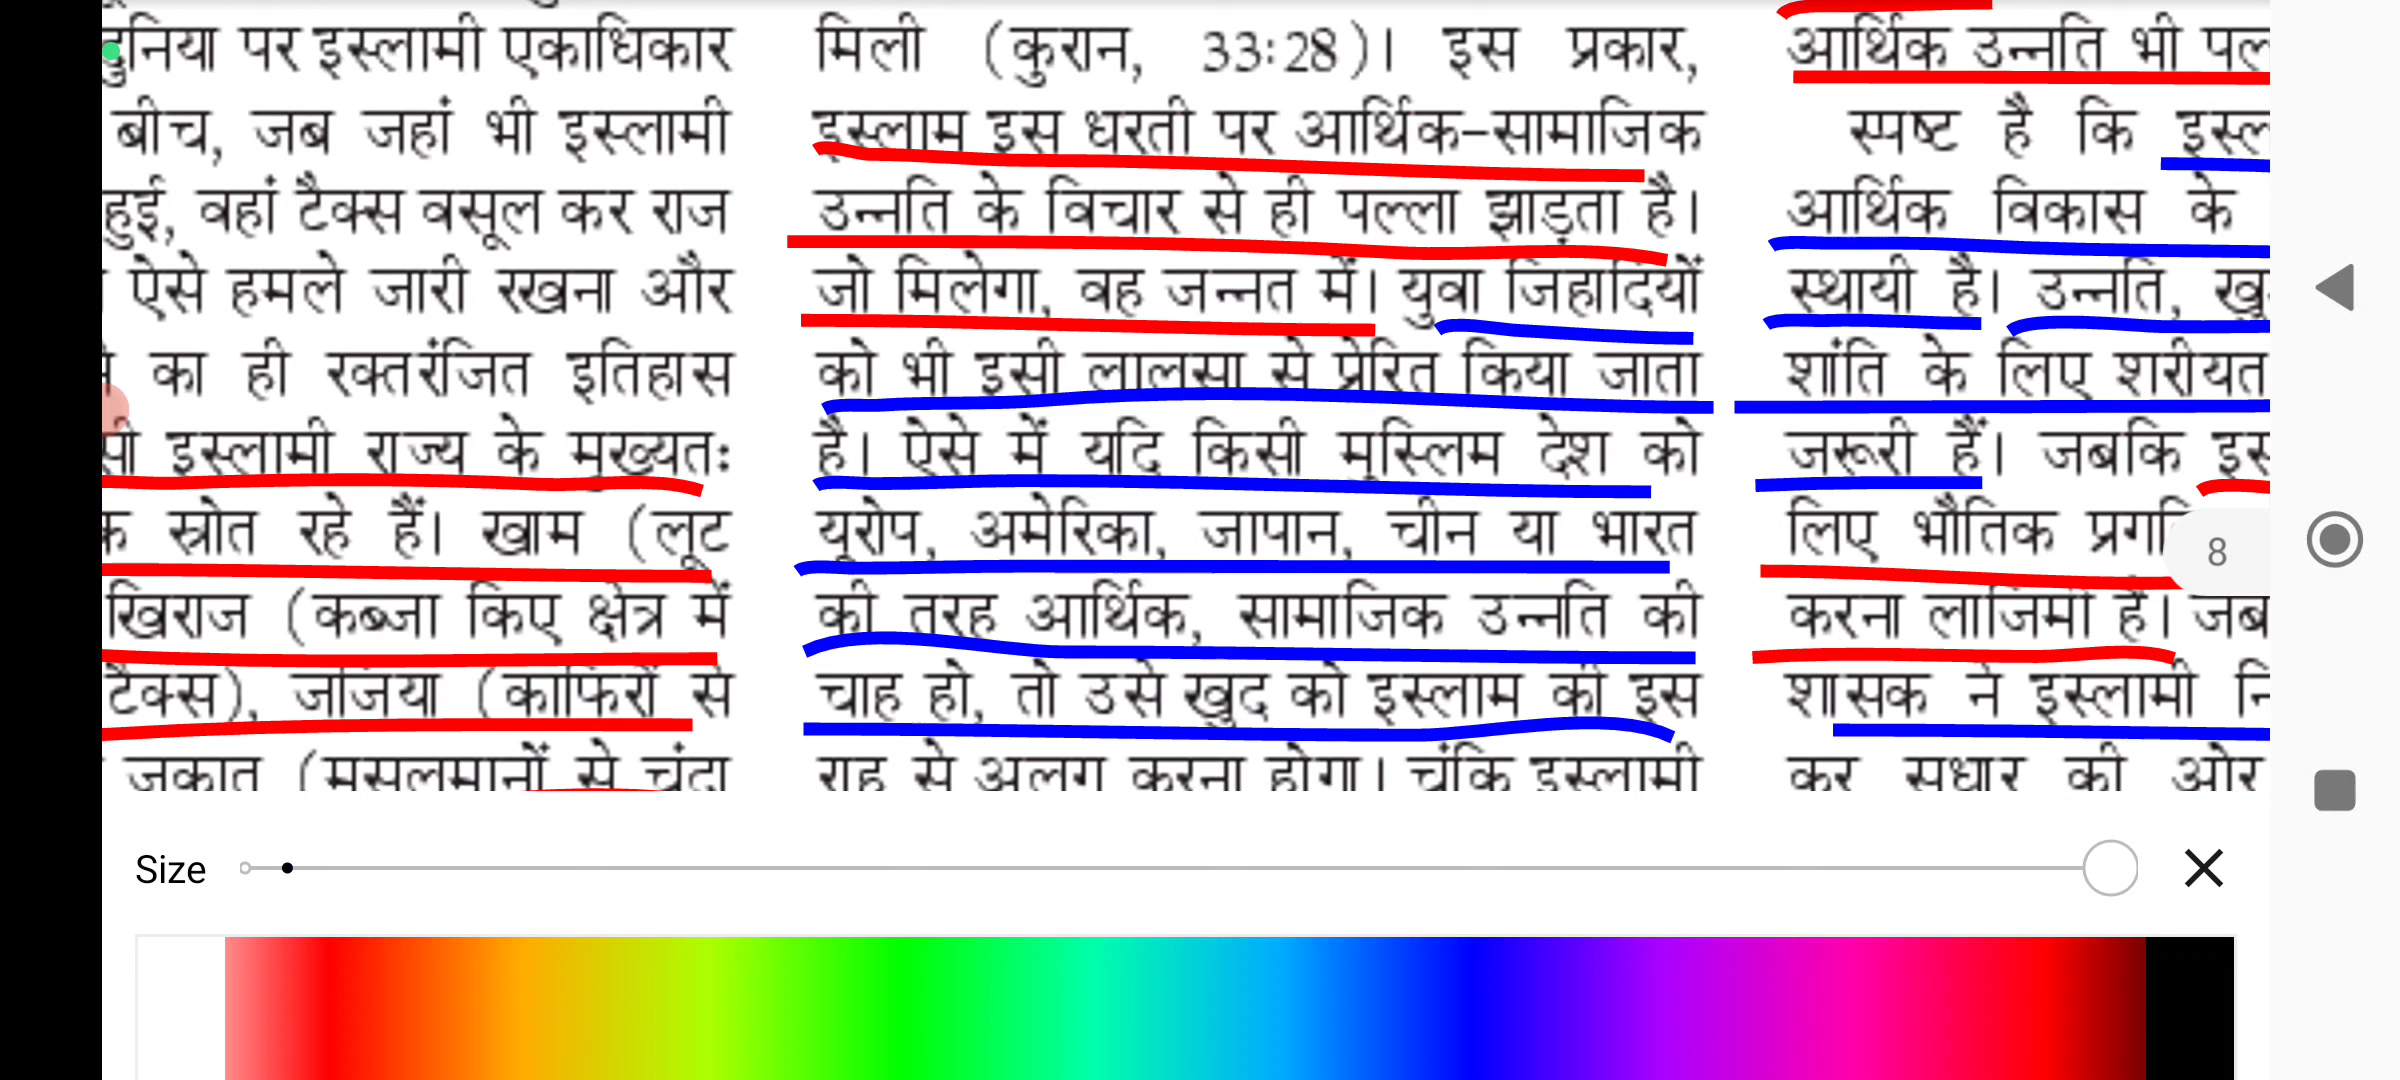 दुनिया पर इस्लामी एकाधिकार
बीच, जब जहां भी इस्लामी
हुई, वहां टैक्स वसूल कर राज
ऐसे हमले जारी रखना और
का ही रक्तरंजित इतिहास
इस्लामी राज्य के मुख्यतः
स्रोत रहे हैं। खाम (लूट
खिराज (कब्जा किए क्षेत्र में
टैक्स), जजिया (काफिरों से
जकात (मुसलमानों से चंदा
मिली (कुरान, 33:28)। इस प्रकार,
इस्लाम इस धरती पर आर्थिक-सामाजिक
उन्नति के विचार से ही पल्ला झाड़ता है।
जो मिलेगा, वह जन्नत में। युवा जिहादियों
को भी इसी लालसा से प्रेरित किया जाता
है। ऐसे में यदि किसी मुस्लिम देश को
यूरोप, अमेरिका, जापान, चीन या भारत
की तरह आर्थिक, सामाजिक उन्नति की
चाह हो, तो उसे खुद को इस्लाम की इस
राह से अलग करना होगा। चूंकि इस्लामी
आर्थिक उन्नति भी
स्पष्ट है कि
आर्थिक विकास के
स्थायी है। उन्नति,
शांति के लिए शरीयत
जरूरी है। जबकि
लिए भौतिक
करना लाजिमी है। जब
शासक ने इस्लामी
कर सुधार की ओर
8
Size